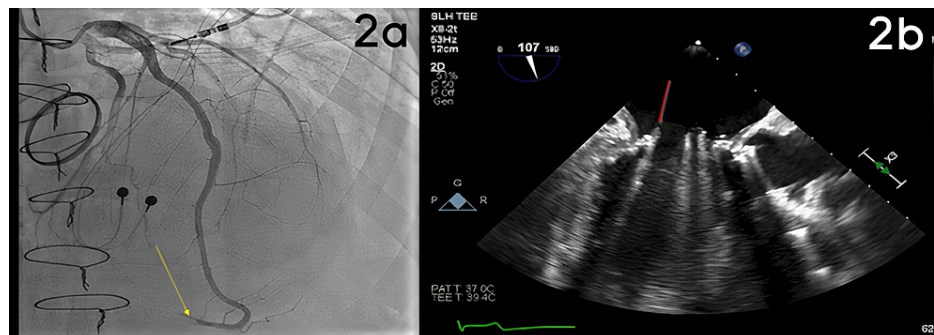 2a
SLH TEE
X8-2t
53Hz
12cm
2D
51%
C 50
P Off
Gen
0 107 180
2b
P G R
PAT T: 37.0C
TEE T: 39.4C